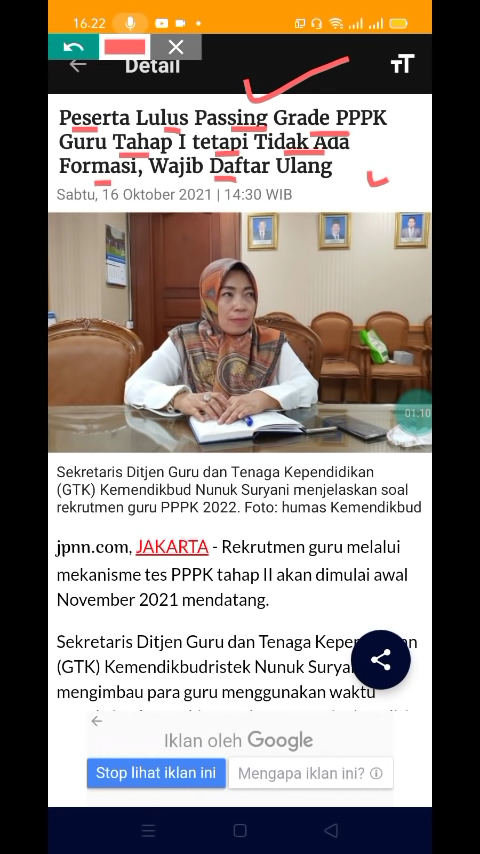 16.22
Detail
Peserta Lulus Passing Grade PPPK
Guru Tahap I tetapi Tidak Ada
Formasi, Wajib Daftar Ulang
Sabtu, 16 Oktober 2021 | 14:30 WIB
01:10
Sekretaris Ditjen Guru dan Tenaga Kependidikan
(GTK) Kemendikbud Nunuk Suryani menjelaskan soal
rekrutmen guru PPPK 2022. Foto: humas Kemendikbud
jpnn.com, JAKARTA - Rekrutmen guru melalui
mekanisme tes PPPK tahap II akan dimulai awal
November 2021 mendatang.
Sekretaris Ditjen Guru dan Tenaga
(GTK) Kemendikbudristek Nunuk
mengimbau para guru menggunakan waktu
Iklan oleh Google
Stop lihat iklan ini
Mengapa iklan ini?